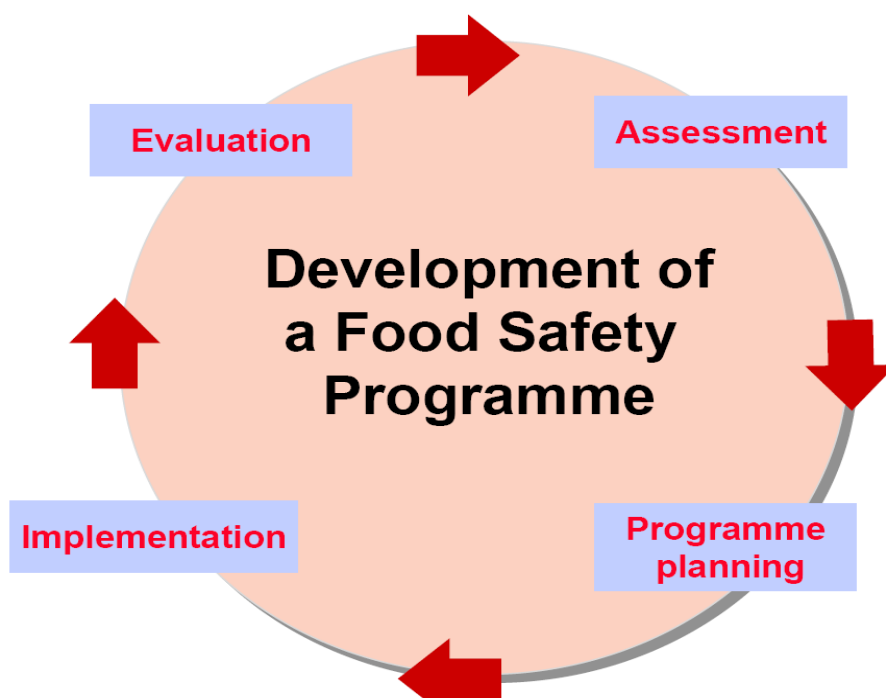 Evaluation
Assessment
Development of
a Food Safety
Programme
Implementation
Programme
planning